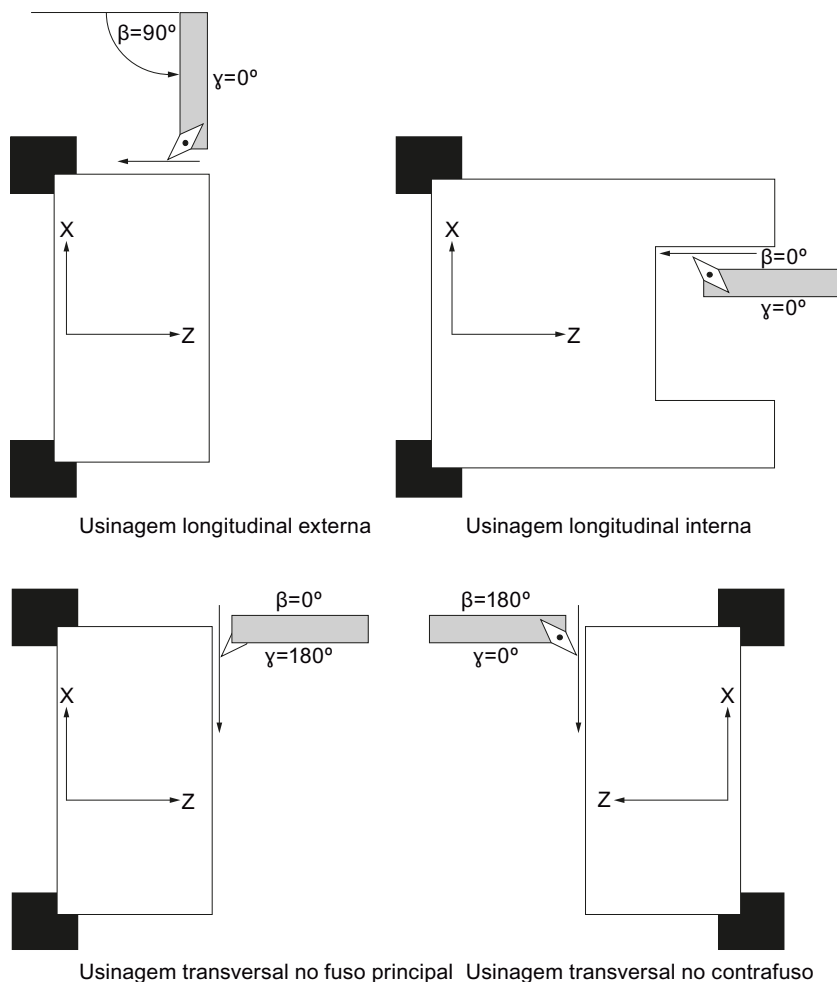 β=90º
ɣ=0º
X
Z
Usinagem longitudinal externa
X
Z
β=0º
ɣ=0º
Usinagem longitudinal interna
β=0º
ɣ=180º
X
Z
Usinagem transversal no fuso principal
β=180º
ɣ=0º
X
Z
Usinagem transversal no contrafuso